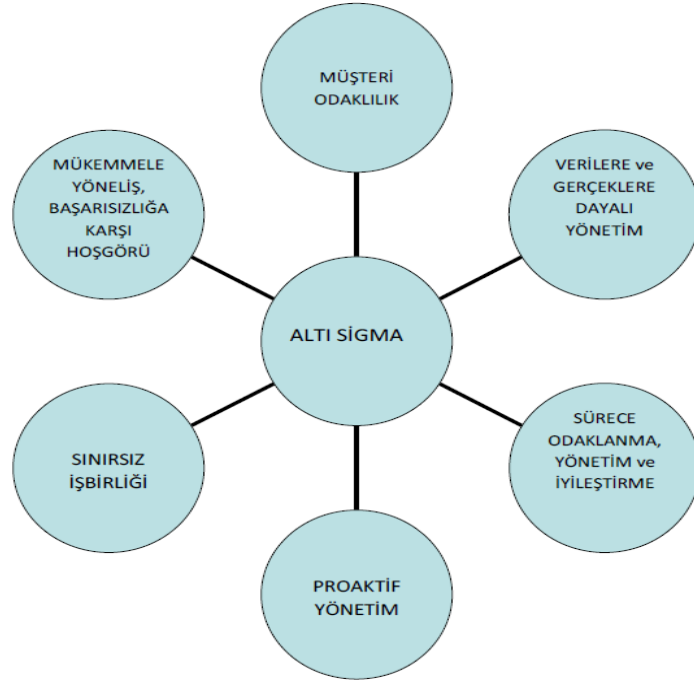 MÜŞTERİ
ODAKLILIK
MÜKEMMELE
YÖNELİŞ,
BAŞARISIZLIĞA
KARŞI
HOŞGÖRÜ
VERİLERE ve
GERÇEKLERE
DAYALI
YÖNETİM
ALTI SİGMA
SINIRSIZ
İŞBİRLİĞİ
SÜRECE
ODAKLANMA,
YÖNETİM ve
İYİLEŞTİRME
PROAKTİF
YÖNETİM